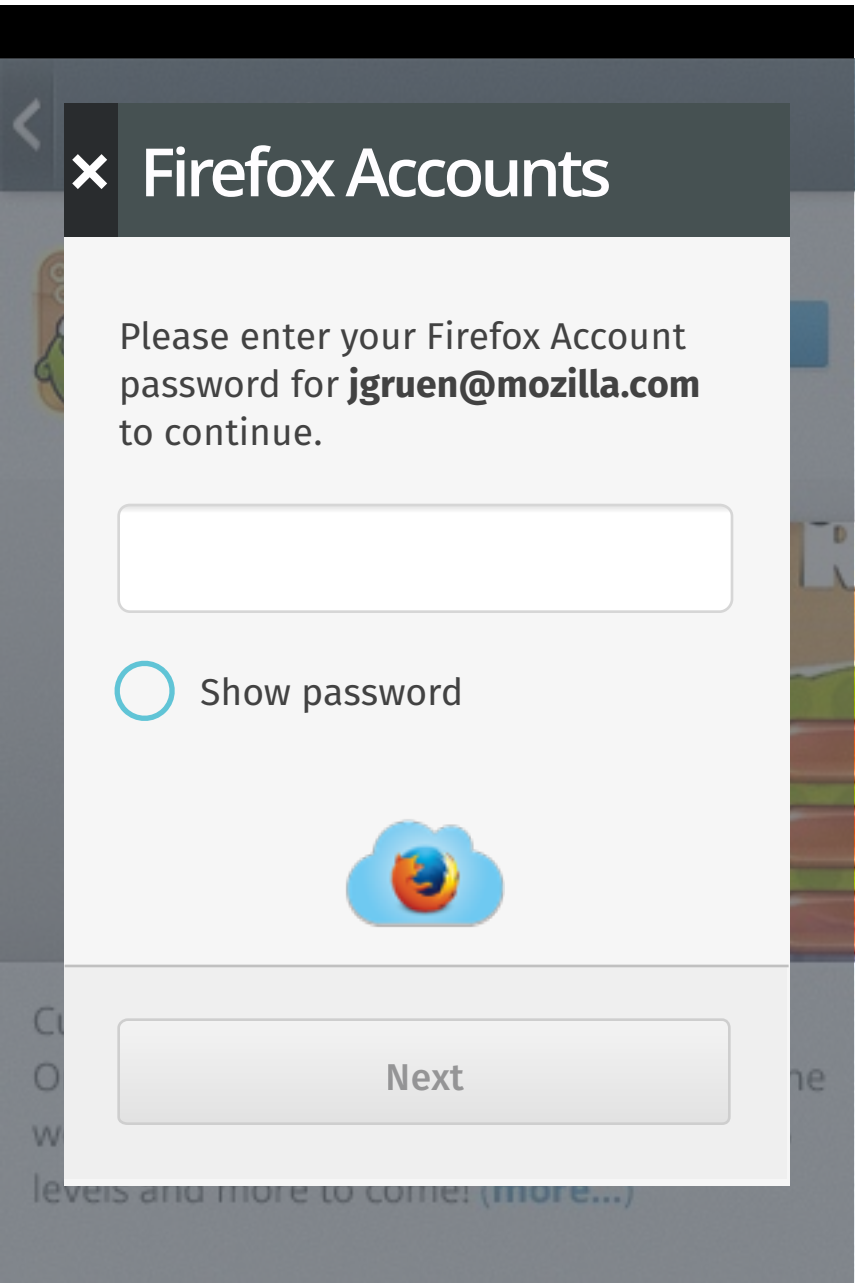 Firefox Accounts
Please enter your Firefox Account
password for jgruen@mozilla.com
to continue.
Show password
Next
levels and more to come! (more...)